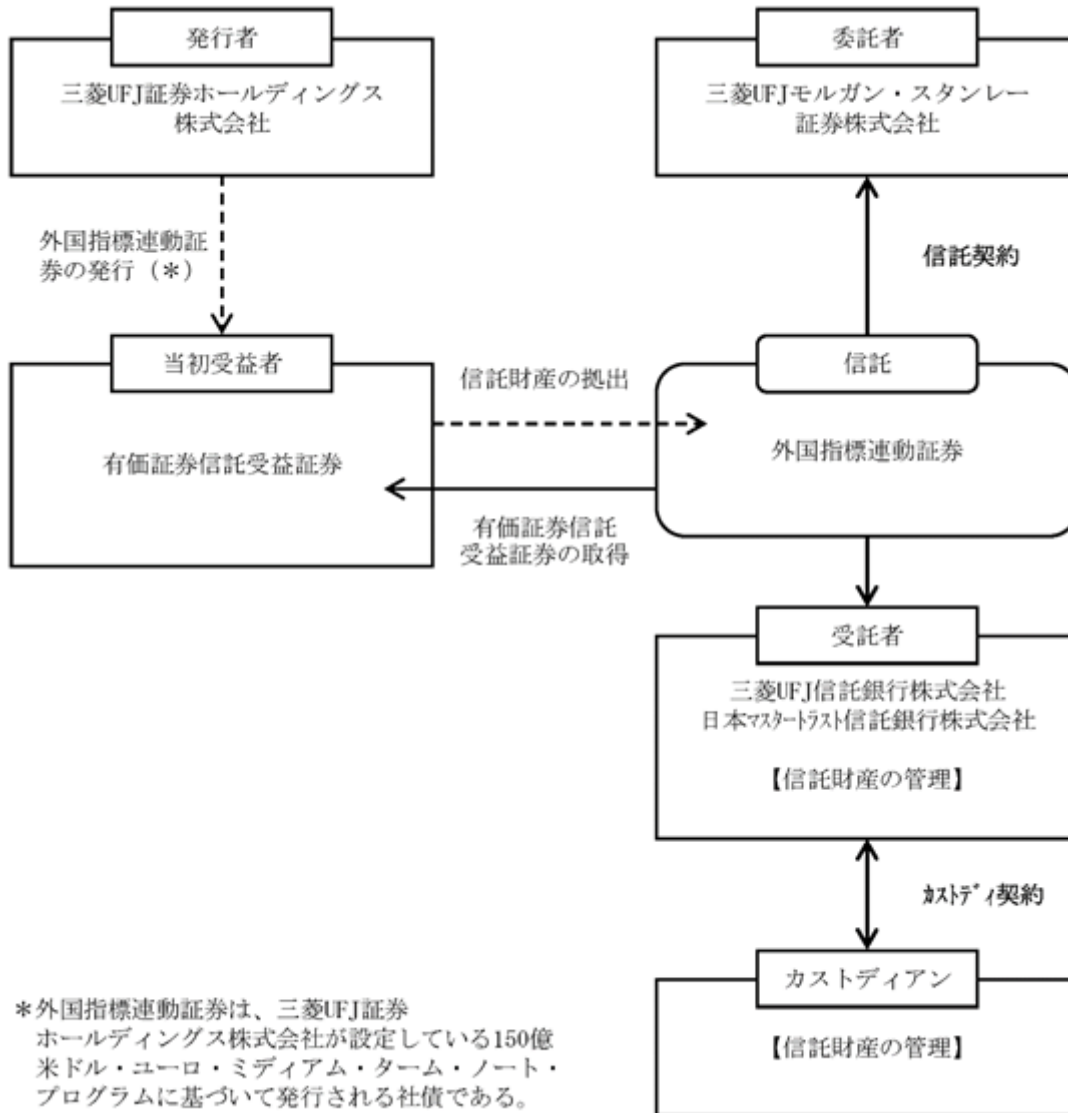 発行者
三菱UFJ証券ホールディングス
株式会社
委託者
三菱UFJモルガン・スタンレー
証券株式会社
外国指標連動証
券の発行（＊）
信託契約
当初受益者
有価証券信託受益証券
信託財産の拠出
有価証券信託
受益証券の取得
信託
外国指標連動証券
受託者
三菱UFJ信託銀行株式会社
日本ﾏｽﾀｰﾄﾗｽﾄ信託銀行株式会社
【信託財産の管理】
ｶｽﾄﾃﾞｨ契約
カストディアン
【信託財産の管理】
＊外国指標連動証券は、三菱UFJ証券
ホールディングス株式会社が設定している150億
米ドル・ユーロ・ミディアム・ターム・ノート・
プログラムに基づいて発行される社債である。